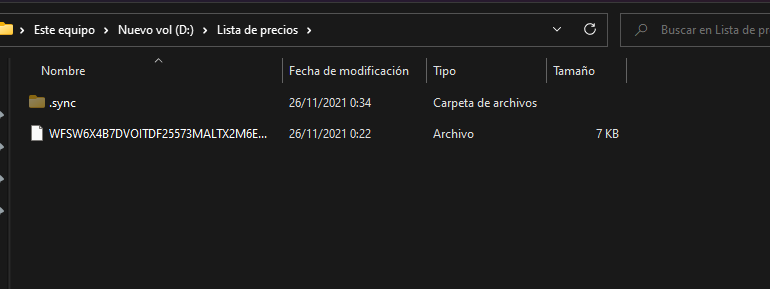 Este equipo > Nuevo vol (D:) > Lista de precios >
Buscar en Lista de pr
Nombre Fecha de modificación Tipo Tamaño
.sync 26/11/2021 0:34 Carpeta de archivos
WFSW6X4B7DVOITDF25573MALTX2M6E... 26/11/2021 0:22 Archivo 7 KB